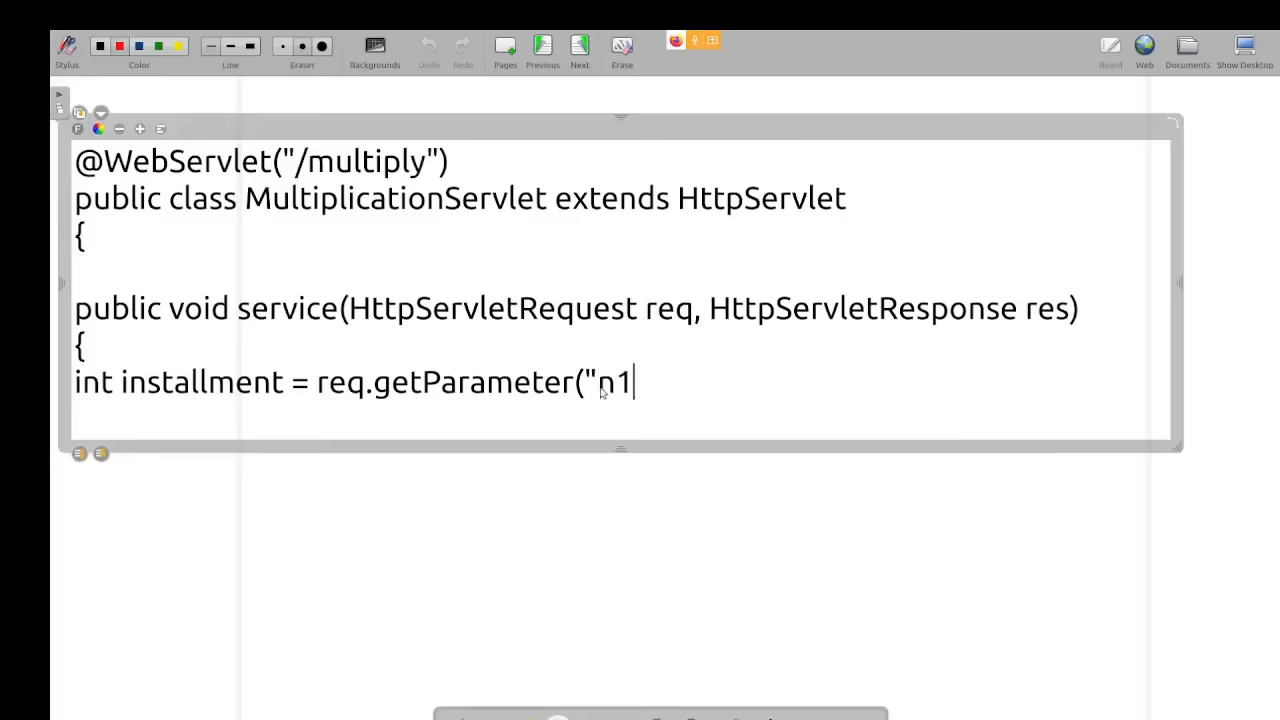 Stylus Color Line Eraser Backgrounds Undo Redo Pages Previous Next Erase Board Web Documents Show Desktop
@WebServlet("/multiply")
public class MultiplicationServlet extends HttpServlet
{
public void service(HttpServletRequest req, HttpServletResponse res)
{
int installment = req.getParameter("n1